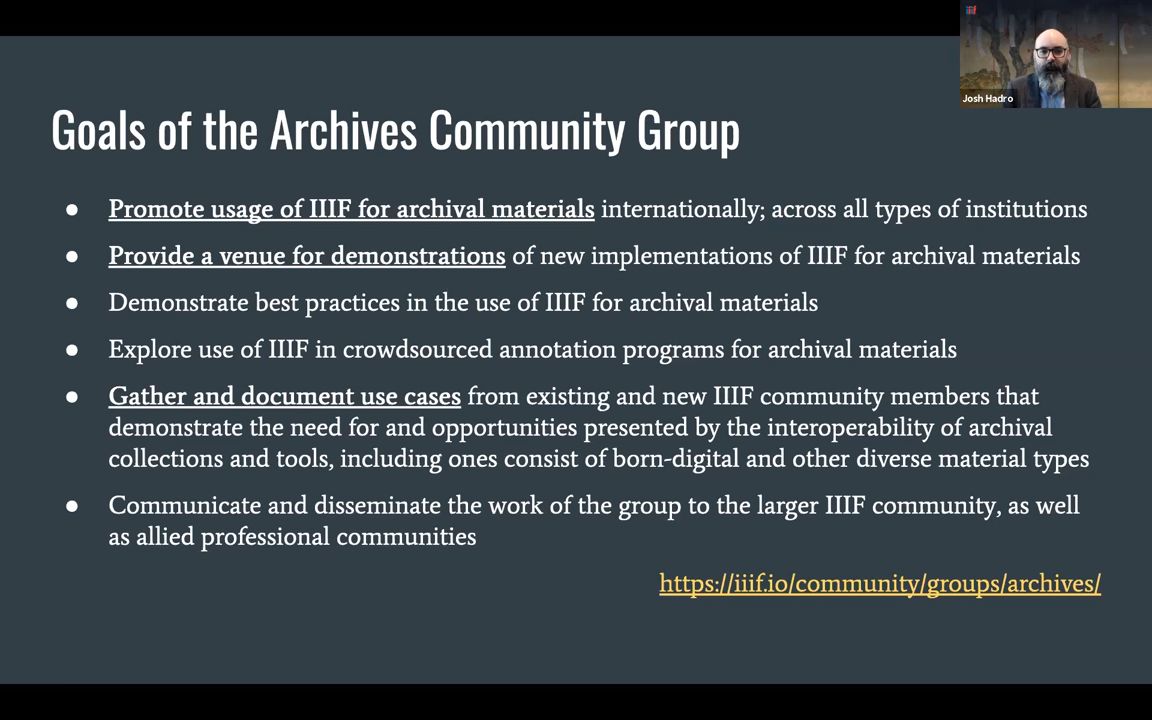 Josh Hadro
Goals of the Archives Community Group
● Promote usage of IIIF for archival materials internationally; across all types of institutions
● Provide a venue for demonstrations of new implementations of IIIF for archival materials
● Demonstrate best practices in the use of IIIF for archival materials
● Explore use of IIIF in crowdsourced annotation programs for archival materials
● Gather and document use cases from existing and new IIIF community members that
demonstrate the need for and opportunities presented by the interoperability of archival
collections and tools, including ones consist of born-digital and other diverse material types
● Communicate and disseminate the work of the group to the larger IIIF community, as well
as allied professional communities
https://iiif.io/community/groups/archives/